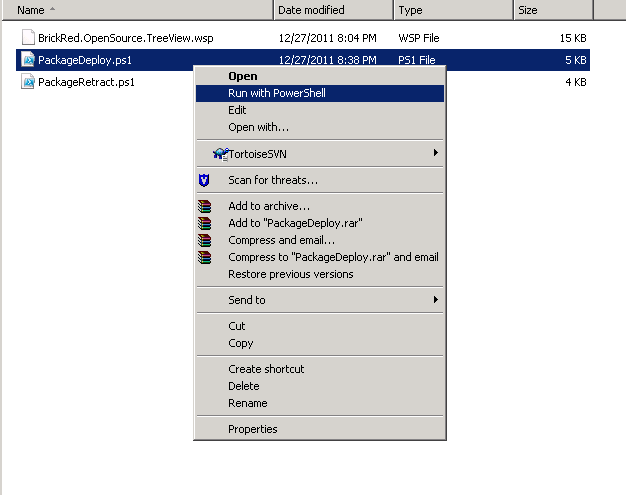 Name Date modified Type Size
BrickRed.OpenSource.TreeView.wsp 12/27/2011 8:04 PM WSP File 15 KB
PackageDeploy.ps1 12/27/2011 8:38 PM PS1 File 5 KB
PackageRetract.ps1 4 KB
Open
Run with PowerShell
Edit
Open with...
TortoiseSVN
Scan for threats...
Add to archive...
Add to "PackageDeploy.rar"
Compress and email...
Compress to "PackageDeploy.rar" and email
Restore previous versions
Send to
Cut
Copy
Create shortcut
Delete
Rename
Properties